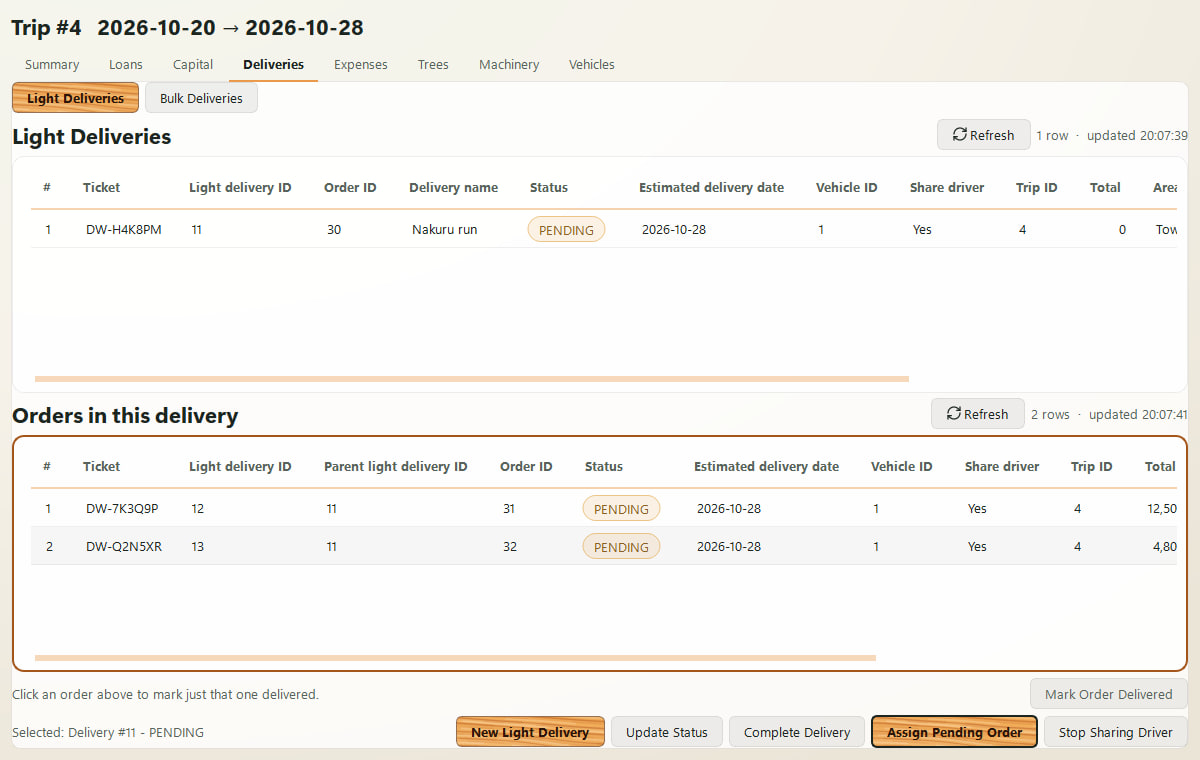 Trip #4 2026-10-20 → 2026-10-28
Summary Loans Capital Deliveries Expenses Trees Machinery Vehicles
Light Deliveries Bulk Deliveries
Light Deliveries Refresh 1 row · updated 20:07:39
# Ticket Light delivery ID Order ID Delivery name Status Estimated delivery date Vehicle ID Share driver Trip ID Total Area
1 DW-H4K8PM 11 30 Nakuru run PENDING 2026-10-28 1 Yes 4 0 Tow
Orders in this delivery Refresh 2 rows · updated 20:07:41
# Ticket Light delivery ID Parent light delivery ID Order ID Status Estimated delivery date Vehicle ID Share driver Trip ID Total
1 DW-7K3Q9P 12 11 31 PENDING 2026-10-28 1 Yes 4 12,50
2 DW-Q2N5XR 13 11 32 PENDING 2026-10-28 1 Yes 4 4,80
Click an order above to mark just that one delivered. Mark Order Delivered
Selected: Delivery #11 - PENDING New Light Delivery Update Status Complete Delivery Assign Pending Order Stop Sharing Driver